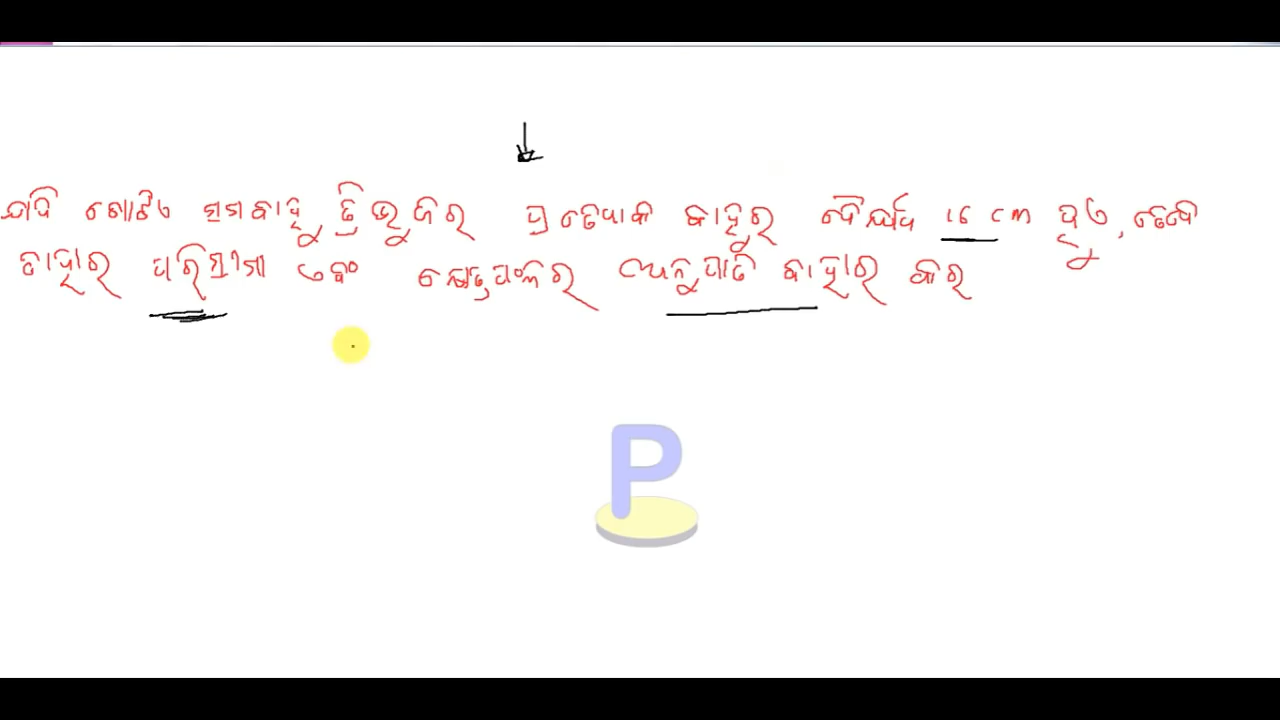 ଯଦି ଗୋଟିଏ ସମବାହୁ ତ୍ରିଭୁଜର ପ୍ରତ୍ୟେକ ବାହୁର ଦୈର୍ଘ୍ୟ 16 cm ହୁଏ, ତେବେ
ତାହାର ପରିସୀମା ଏବଂ କ୍ଷେତ୍ରଫଳର ଅନୁପାତ ବାହାର କର
P